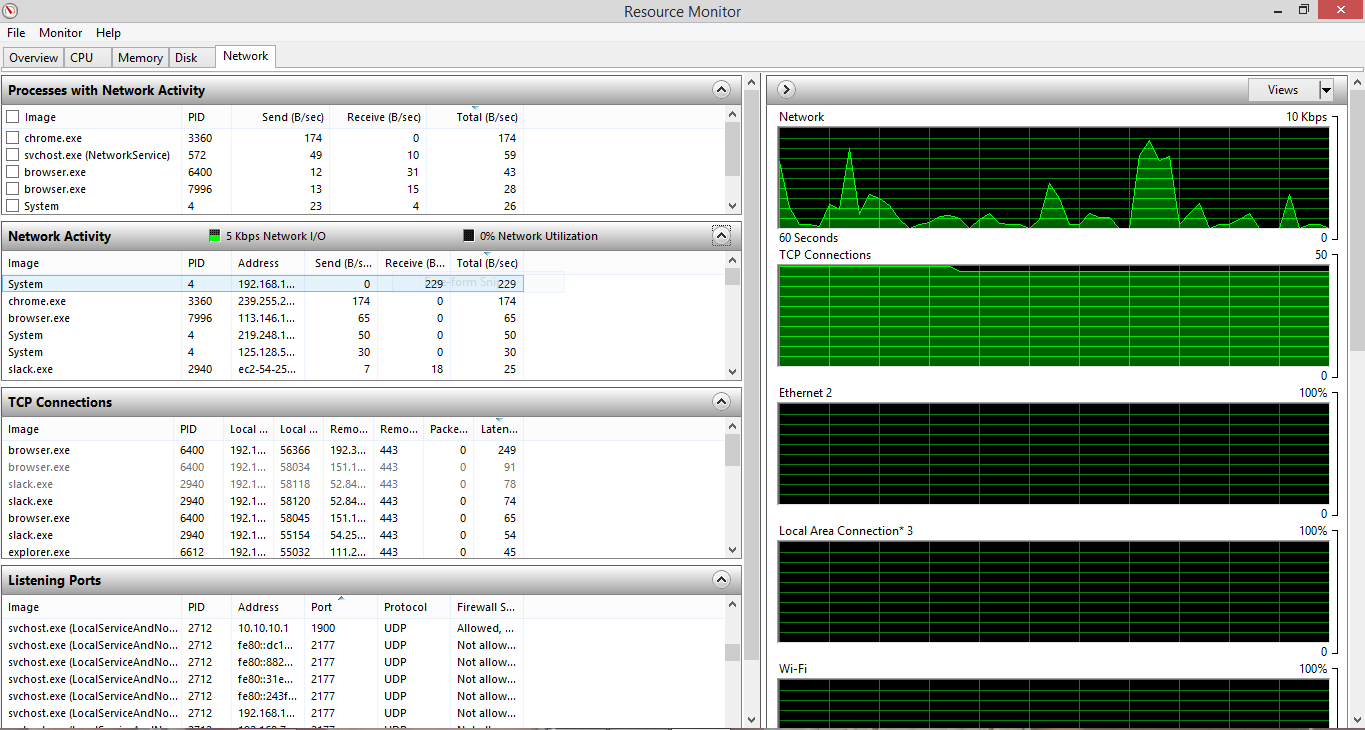 Resource Monitor
File Monitor Help
Overview CPU Memory Disk Network
Processes with Network Activity
Image PID Send (B/sec) Receive (B/sec) Total (B/sec)
chrome.exe 3360 174 0 174
svchost.exe (NetworkService) 572 49 10 59
browser.exe 6400 12 31 43
browser.exe 7996 13 15 28
System 4 23 4 26
Network Activity 5 Kbps Network I/O 0% Network Utilization
Image PID Address Send (B/s... Receive (B... Total (B/sec)
System 4 192.168.1... 0 229 229
chrome.exe 3360 239.255.2... 174 0 174
browser.exe 7996 113.146.1... 65 0 65
System 4 219.248.1... 50 0 50
System 4 125.128.5... 30 0 30
slack.exe 2940 ec2-54-25... 7 18 25
TCP Connections
Image PID Local ... Local ... Remo... Remo... Packe... Laten...
browser.exe 6400 192.1... 56366 192.3... 443 0 249
browser.exe 6400 192.1... 58034 151.1... 443 0 91
slack.exe 2940 192.1... 58118 52.84... 443 0 78
slack.exe 2940 192.1... 58120 52.84... 443 0 74
browser.exe 6400 192.1... 58045 151.1... 443 0 65
slack.exe 2940 192.1... 55154 54.25... 443 0 54
explorer.exe 6612 192.1... 55032 111.2... 443 0 45
Listening Ports
Image PID Address Port Protocol Firewall S...
svchost.exe (LocalServiceAndNo... 2712 10.10.10.1 1900 UDP Allowed, ...
svchost.exe (LocalServiceAndNo... 2712 fe80::dc1... 2177 UDP Not allow...
svchost.exe (LocalServiceAndNo... 2712 fe80::882... 2177 UDP Not allow...
svchost.exe (LocalServiceAndNo... 2712 fe80::31e... 2177 UDP Not allow...
svchost.exe (LocalServiceAndNo... 2712 fe80::243f... 2177 UDP Not allow...
svchost.exe (LocalServiceAndNo... 2712 192.168.1... 2177 UDP Not allow...
Views
Network 10 Kbps
60 Seconds 0
TCP Connections 50
0
Ethernet 2 100%
0
Local Area Connection* 3 100%
0
Wi-Fi 100%